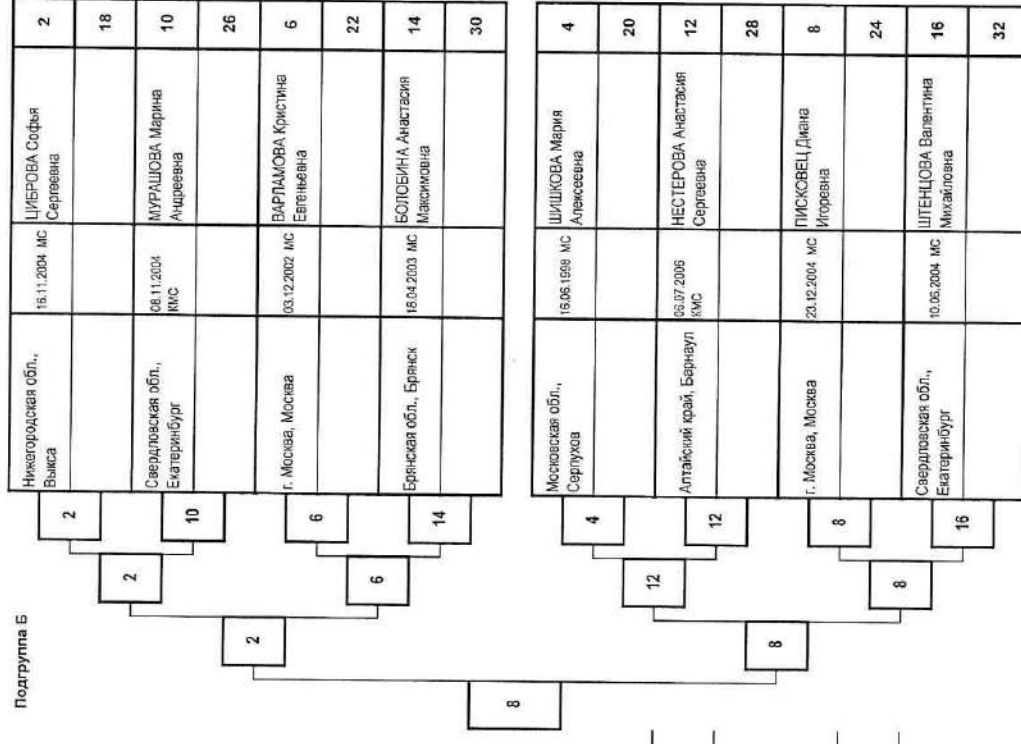 Подгруппа Б
Нижегородская обл.,
Выкса
16.11.2004 МС
ЦИБРОВА Софья
Сергеевна
2
18
Свердловская обл.,
Екатеринбург
08.11.2004
КМС
МУРАШОВА Марина
Андреевна
10
26
г. Москва, Москва
03.12.2002 МС
ВАРЛАМОВА Кристина
Евгеньевна
6
22
Брянская обл., Брянск
18.04.2003 МС
БОЛОБИНА Анастасия
Максимовна
14
30
Московская обл.,
Серпухов
16.06.1998 МС
ШИШКОВА Мария
Алексеевна
4
20
Алтайский край, Барнаул
06.07.2006
КМС
НЕСТЕРОВА Анастасия
Сергеевна
12
28
г. Москва, Москва
23.12.2004 МС
ПИСКОВЕЦ Диана
Игоревна
8
24
Свердловская обл.,
Екатеринбург
10.06.2004 МС
ШТЕНЦОВА Валентина
Михайловна
16
32
2
10
6
14
4
12
8
16
2
6
12
8
2
8
8